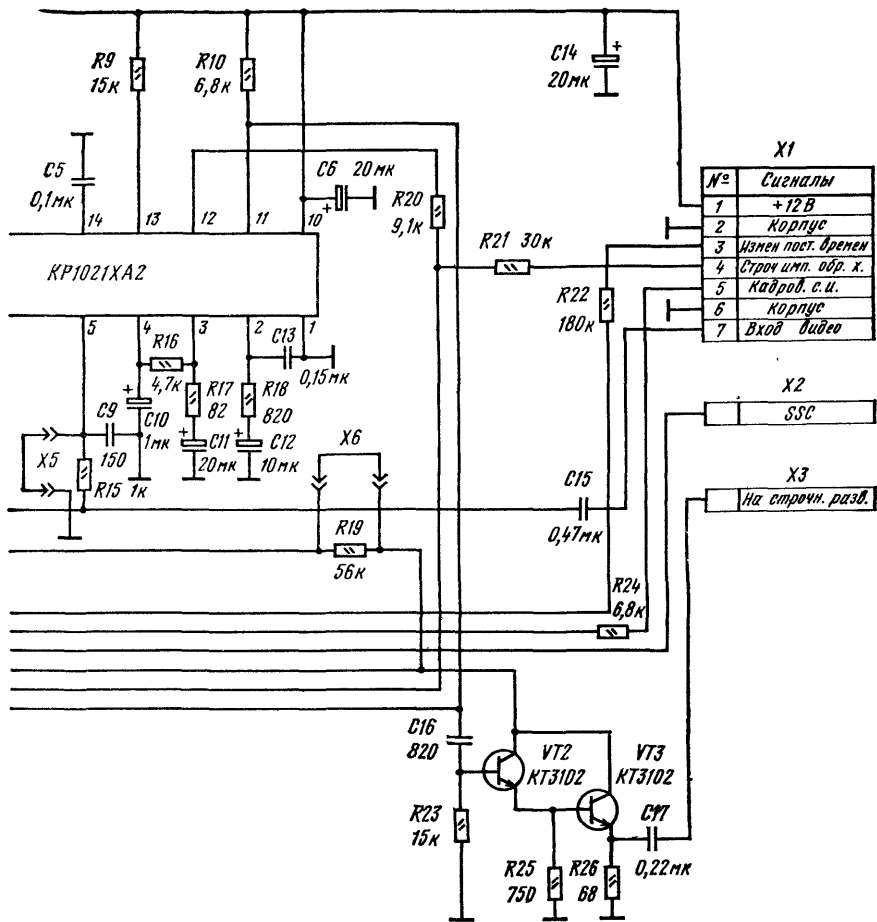 R9
15к
R10
6,8к
C14
+
20мк
C5
0,1мк
C6 20мк
+
R20
9,1к
X1
№ Сигналы
1 +12В
2 Корпус
3 Измен пост. времен
4 Строч имп. обр. х.
5 Кадров. с.и.
6 Корпус
7 Вход видео
14 13 12 11 10
КР1021ХА2
5 4 3 2 1
R21 30к
R22
180к
R16
4,7к
C13
0,15мк
R17
82
R18
820
+
C10
1мк
C9
150
+
C11
20мк
+
C12
10мк
X5
R15 1к
X6
X2
SSC
X3
На строчн. разв.
C15
0,47мк
R19
56к
R24
6,8к
C16
820
VT2
КТ3102
VT3
КТ3102
R23
15к
C17
0,22мк
R25
750
R26
68